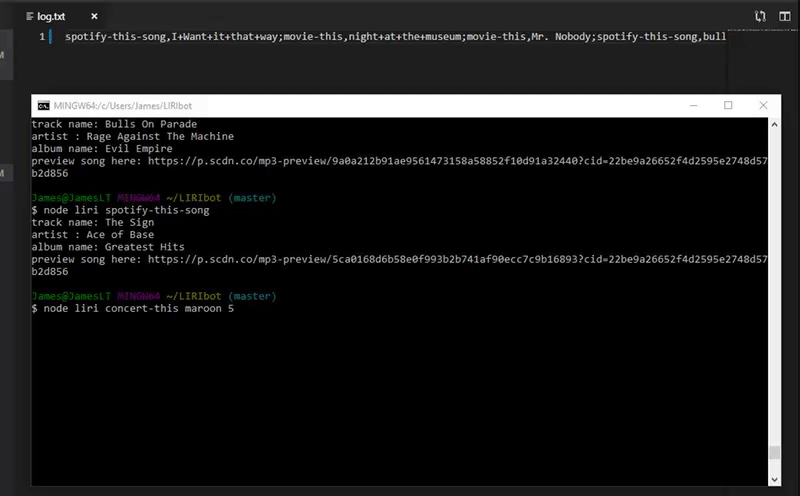 log.txt
1 spotify-this-song,I+Want+it+that+way;movie-this,night+at+the+museum;movie-this,Mr. Nobody;spotify-this-song,bull
MINGW64:/c/Users/James/LIRIbot
track name: Bulls On Parade
artist : Rage Against The Machine
album name: Evil Empire
preview song here: https://p.scdn.co/mp3-preview/9a0a212b91ae9561473158a58852f10d91a32440?cid=22be9a26652f4d2595e2748d57
b2d856
James@JamesLT MINGW64 ~/LIRIbot (master)
$ node liri spotify-this-song
track name: The Sign
artist : Ace of Base
album name: Greatest Hits
preview song here: https://p.scdn.co/mp3-preview/5ca0168d6b58e0f993b2b741af90ecc7c9b16893?cid=22be9a26652f4d2595e2748d57
b2d856
James@JamesLT MINGW64 ~/LIRIbot (master)
$ node liri concert-this maroon 5